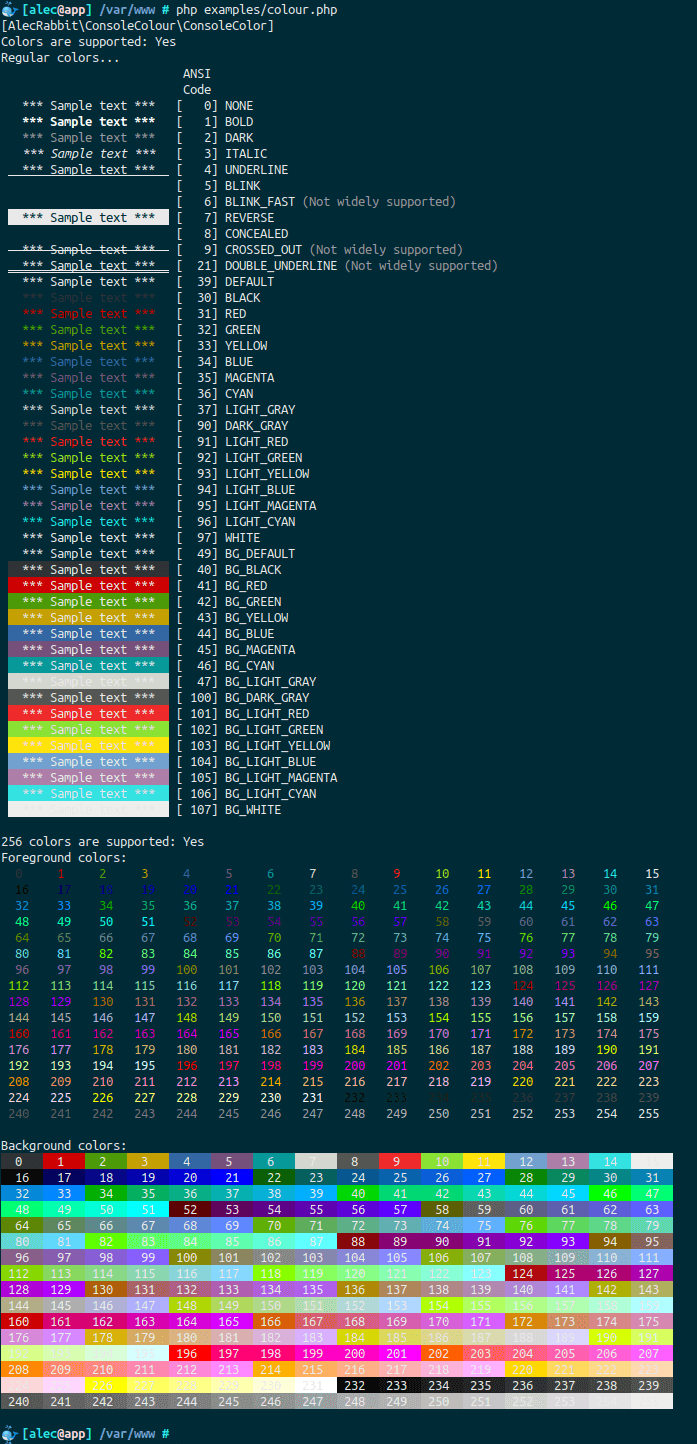 [alec@app] /var/www # php examples/colour.php
[AlecRabbit\ConsoleColour\ConsoleColor]
Colors are supported: Yes
Regular colors...
ANSI
Code
*** Sample text *** [ 0] NONE
*** Sample text *** [ 1] BOLD
*** Sample text *** [ 2] DARK
*** Sample text *** [ 3] ITALIC
*** Sample text *** [ 4] UNDERLINE
[ 5] BLINK
[ 6] BLINK_FAST (Not widely supported)
*** Sample text *** [ 7] REVERSE
[ 8] CONCEALED
*** Sample text *** [ 9] CROSSED_OUT (Not widely supported)
*** Sample text *** [ 21] DOUBLE_UNDERLINE (Not widely supported)
*** Sample text *** [ 39] DEFAULT
*** Sample text *** [ 30] BLACK
*** Sample text *** [ 31] RED
*** Sample text *** [ 32] GREEN
*** Sample text *** [ 33] YELLOW
*** Sample text *** [ 34] BLUE
*** Sample text *** [ 35] MAGENTA
*** Sample text *** [ 36] CYAN
*** Sample text *** [ 37] LIGHT_GRAY
*** Sample text *** [ 90] DARK_GRAY
*** Sample text *** [ 91] LIGHT_RED
*** Sample text *** [ 92] LIGHT_GREEN
*** Sample text *** [ 93] LIGHT_YELLOW
*** Sample text *** [ 94] LIGHT_BLUE
*** Sample text *** [ 95] LIGHT_MAGENTA
*** Sample text *** [ 96] LIGHT_CYAN
*** Sample text *** [ 97] WHITE
*** Sample text *** [ 49] BG_DEFAULT
*** Sample text *** [ 40] BG_BLACK
*** Sample text *** [ 41] BG_RED
*** Sample text *** [ 42] BG_GREEN
*** Sample text *** [ 43] BG_YELLOW
*** Sample text *** [ 44] BG_BLUE
*** Sample text *** [ 45] BG_MAGENTA
*** Sample text *** [ 46] BG_CYAN
*** Sample text *** [ 47] BG_LIGHT_GRAY
*** Sample text *** [ 100] BG_DARK_GRAY
*** Sample text *** [ 101] BG_LIGHT_RED
*** Sample text *** [ 102] BG_LIGHT_GREEN
*** Sample text *** [ 103] BG_LIGHT_YELLOW
*** Sample text *** [ 104] BG_LIGHT_BLUE
*** Sample text *** [ 105] BG_LIGHT_MAGENTA
*** Sample text *** [ 106] BG_LIGHT_CYAN
[ 107] BG_WHITE
256 colors are supported: Yes
Foreground colors:
0 1 2 3 4 5 6 7 8 9 10 11 12 13 14 15
16 17 18 19 20 21 22 23 24 25 26 27 28 29 30 31
32 33 34 35 36 37 38 39 40 41 42 43 44 45 46 47
48 49 50 51 52 53 54 55 56 57 58 59 60 61 62 63
64 65 66 67 68 69 70 71 72 73 74 75 76 77 78 79
80 81 82 83 84 85 86 87 88 89 90 91 92 93 94 95
96 97 98 99 100 101 102 103 104 105 106 107 108 109 110 111
112 113 114 115 116 117 118 119 120 121 122 123 124 125 126 127
128 129 130 131 132 133 134 135 136 137 138 139 140 141 142 143
144 145 146 147 148 149 150 151 152 153 154 155 156 157 158 159
160 161 162 163 164 165 166 167 168 169 170 171 172 173 174 175
176 177 178 179 180 181 182 183 184 185 186 187 188 189 190 191
192 193 194 195 196 197 198 199 200 201 202 203 204 205 206 207
208 209 210 211 212 213 214 215 216 217 218 219 220 221 222 223
224 225 226 227 228 229 230 231 232 233 234 235 236 237 238 239
240 241 242 243 244 245 246 247 248 249 250 251 252 253 254 255
Background colors:
0 1 2 3 4 5 6 7 8 9 10 11 12 13 14
16 17 18 19 20 21 22 23 24 25 26 27 28 29 30 31
32 33 34 35 36 37 38 39 40 41 42 43 44 45 46 47
48 49 50 51 52 53 54 55 56 57 58 59 60 61 62 63
64 65 66 67 68 69 70 71 72 73 74 75 76 77 78 79
80 81 82 83 84 85 86 87 88 89 90 91 92 93 94 95
96 97 98 99 100 101 102 103 104 105 106 107 108 109 110 111
112 113 114 115 116 117 118 119 120 121 122 123 124 125 126 127
128 129 130 131 132 133 134 135 136 137 138 139 140 141 142 143
144 145 146 147 148 149 150 151 152 153 154 155 156 157 158
160 161 162 163 164 165 166 167 168 169 170 171 172 173 174 175
176 177 178 179 180 181 182 183 184 185 186 187 188 189 190 191
196 197 198 199 200 201 202 203 204 205 206 207
208 209 210 211 212 213 214 215 216 217 218 219 220 221 222
230 231 232 233 234 235 236 237 238 239
240 241 242 243 244 245 246 247 248 249 250 251 252 253
[alec@app] /var/www #